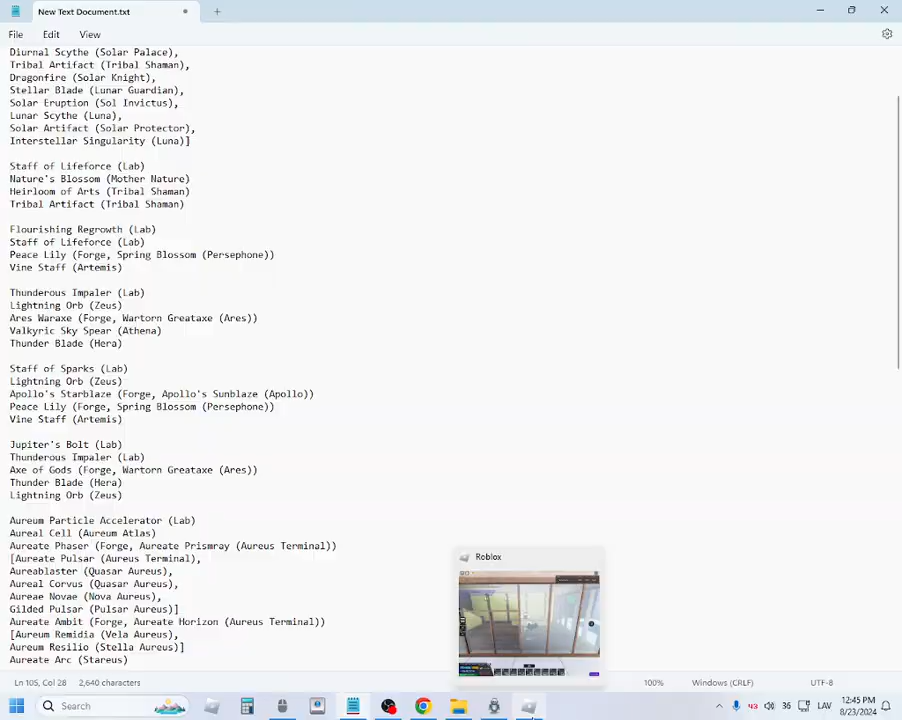 New Text Document.txt
File
Edit
View
Diurnal Scythe (Solar Palace),
Tribal Artifact (Tribal Shaman),
Dragonfire (Solar Knight),
Stellar Blade (Lunar Guardian),
Solar Eruption (Sol Invictus),
Lunar Scythe (Luna),
Solar Artifact (Solar Protector),
Interstellar Singularity (Luna)]
Staff of Lifeforce (Lab)
Nature's Blossom (Mother Nature)
Heirloom of Arts (Tribal Shaman)
Tribal Artifact (Tribal Shaman)
Flourishing Regrowth (Lab)
Staff of Lifeforce (Lab)
Peace Lily (Forge, Spring Blossom (Persephone))
Vine Staff (Artemis)
Thunderous Impaler (Lab)
Lightning Orb (Zeus)
Ares Waraxe (Forge, Wartorn Greataxe (Ares))
Valkyric Sky Spear (Athena)
Thunder Blade (Hera)
Staff of Sparks (Lab)
Lightning Orb (Zeus)
Apollo's Starblaze (Forge, Apollo's Sunblaze (Apollo))
Peace Lily (Forge, Spring Blossom (Persephone))
Vine Staff (Artemis)
Jupiter's Bolt (Lab)
Thunderous Impaler (Lab)
Axe of Gods (Forge, Wartorn Greataxe (Ares))
Thunder Blade (Hera)
Lightning Orb (Zeus)
Aureum Particle Accelerator (Lab)
Aureal Cell (Aureum Atlas)
Aureate Phaser (Forge, Aureate Prismray (Aureus Terminal))
[Aureate Pulsar (Aureus Terminal),
Aureablaster (Quasar Aureus),
Aureal Corvus (Quasar Aureus),
Aureae Novae (Nova Aureus),
Gilded Pulsar (Pulsar Aureus)]
Aureate Ambit (Forge, Aureate Horizon (Aureus Terminal))
[Aureum Remidia (Vela Aureus),
Aureum Resilio (Stella Aureus)]
Aureate Arc (Stareus)
Roblox
Ln 105, Col 28
2,640 characters
100%
Windows (CRLF)
UTF-8
Search
43
36
LAV
12:45 PM
8/23/2024